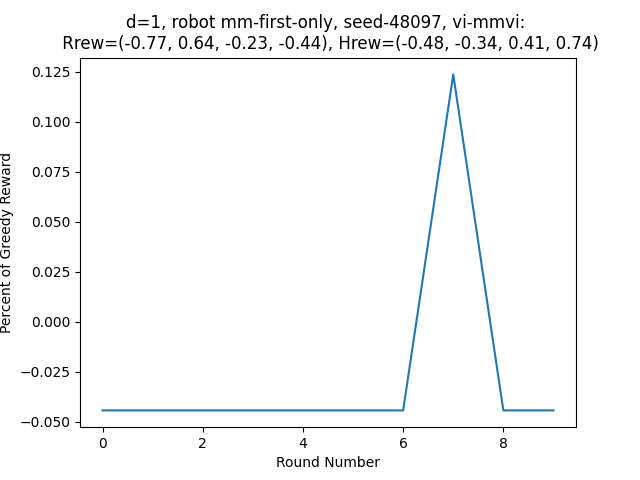 d=1, robot mm-first-only, seed-48097, vi-mmvi:
Rrew=(-0.77, 0.64, -0.23, -0.44), Hrew=(-0.48, -0.34, 0.41, 0.74)
Percent of Greedy Reward
0.125
0.100
0.075
0.050
0.025
0.000
−0.025
−0.050
0 2 4 6 8
Round Number